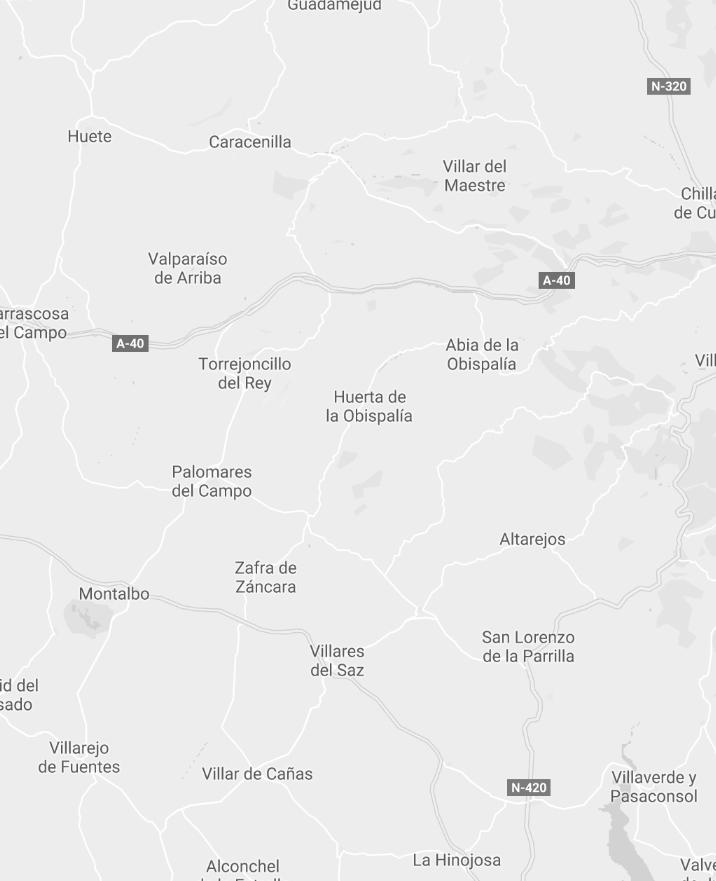 Guadamejud
N-320
Huete
Caracenilla
Villar del
Maestre
Chilla
de Cu
Valparaíso
de Arriba
A-40
arrascosa
el Campo
A-40
Abia de la
Obispalía
Torrejoncillo
del Rey
Vill
Huerta de
la Obispalía
Palomares
del Campo
Altarejos
Zafra de
Záncara
Montalbo
San Lorenzo
de la Parrilla
Villares
del Saz
id del
sado
Villarejo
de Fuentes
Villar de Cañas
N-420
Villaverde y
Pasaconsol
La Hinojosa
Alconchel
Valve